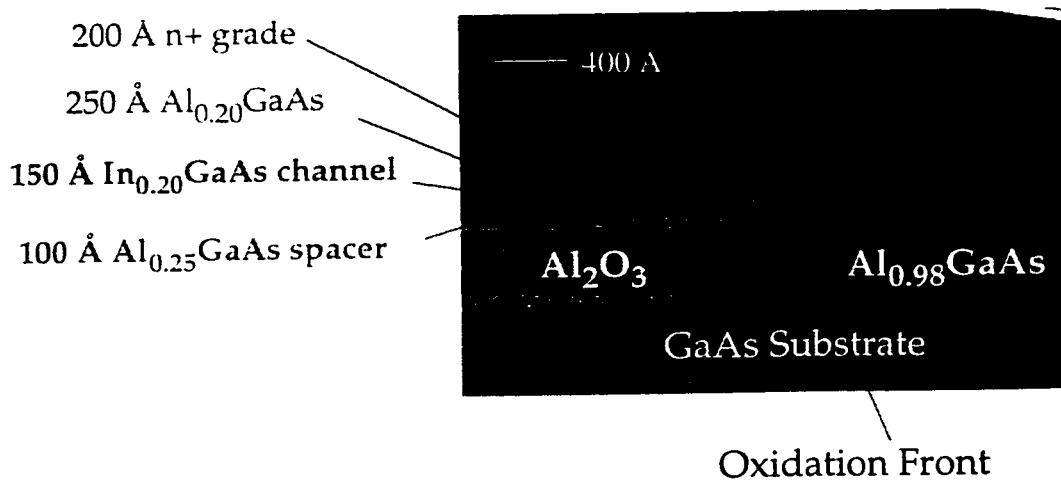 200 Å n+ grade
400 A
250 Å Al₀.₂₀GaAs
150 Å In₀.₂₀GaAs channel
100 Å Al₀.₂₅GaAs spacer
Al₂O₃
Al₀.₉₈GaAs
GaAs Substrate
Oxidation Front